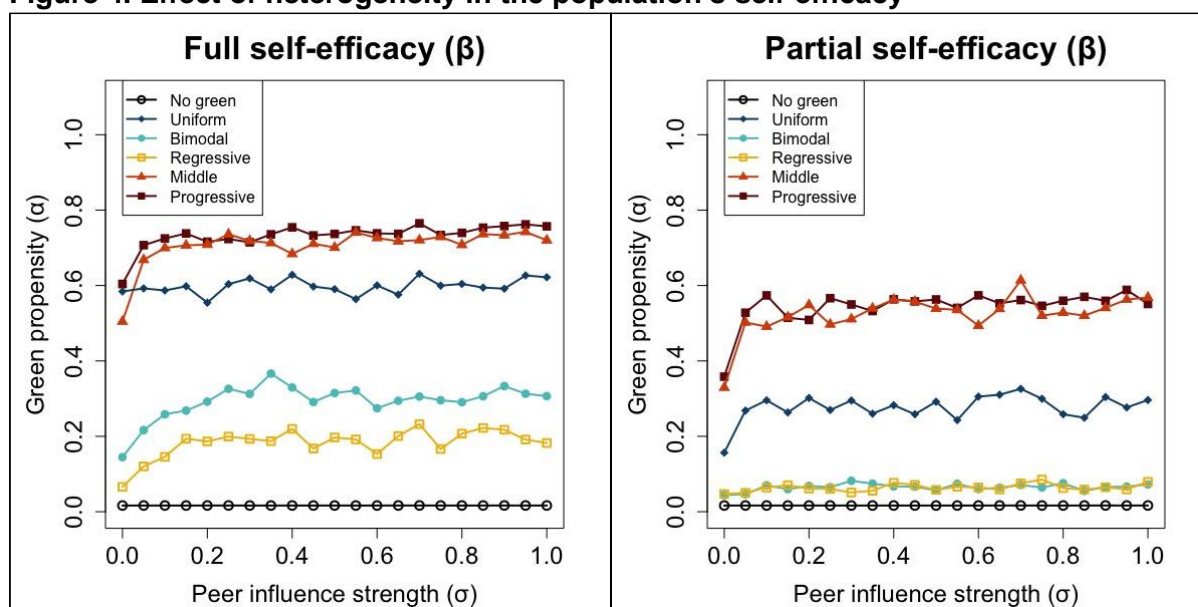 Figure 4. Effect of heterogeneity in the population's self-efficacy
Full self-efficacy (β)
No green
Uniform
Bimodal
Regressive
Middle
Progressive
Green propensity (α)
0.0 0.2 0.4 0.6 0.8 1.0
0.0 0.2 0.4 0.6 0.8 1.0
Peer influence strength (σ)
Partial self-efficacy (β)
No green
Uniform
Bimodal
Regressive
Middle
Progressive
Green propensity (α)
0.0 0.2 0.4 0.6 0.8 1.0
0.0 0.2 0.4 0.6 0.8 1.0
Peer influence strength (σ)